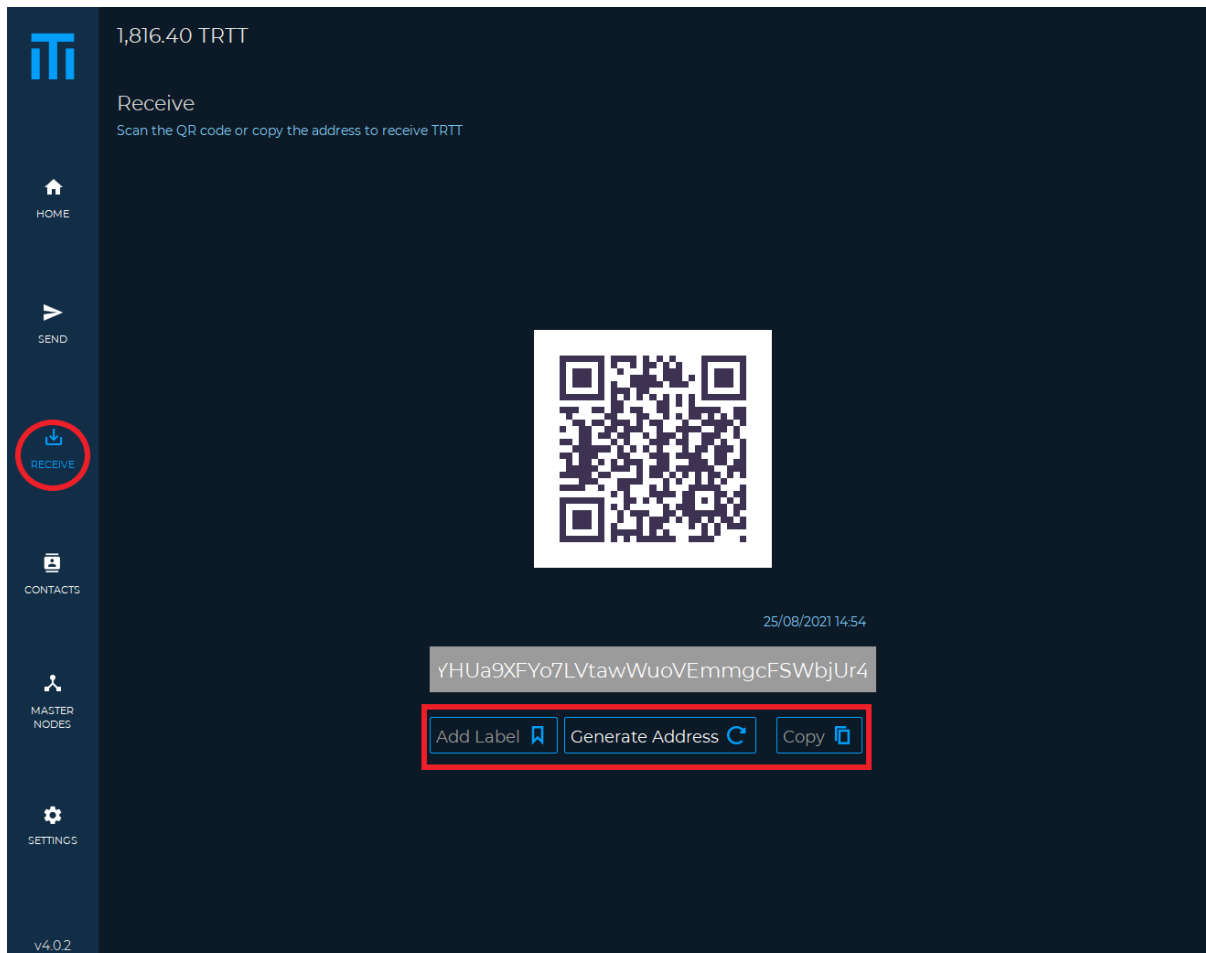 1,816.40 TRTT
Receive
Scan the QR code or copy the address to receive TRTT
HOME
SEND
RECEIVE
CONTACTS
MASTER
NODES
SETTINGS
v4.0.2
25/08/2021 14:54
YHUa9XFYo7LVtawWuoVEmmgcFSWbjUr4
Add Label
Generate Address
Copy